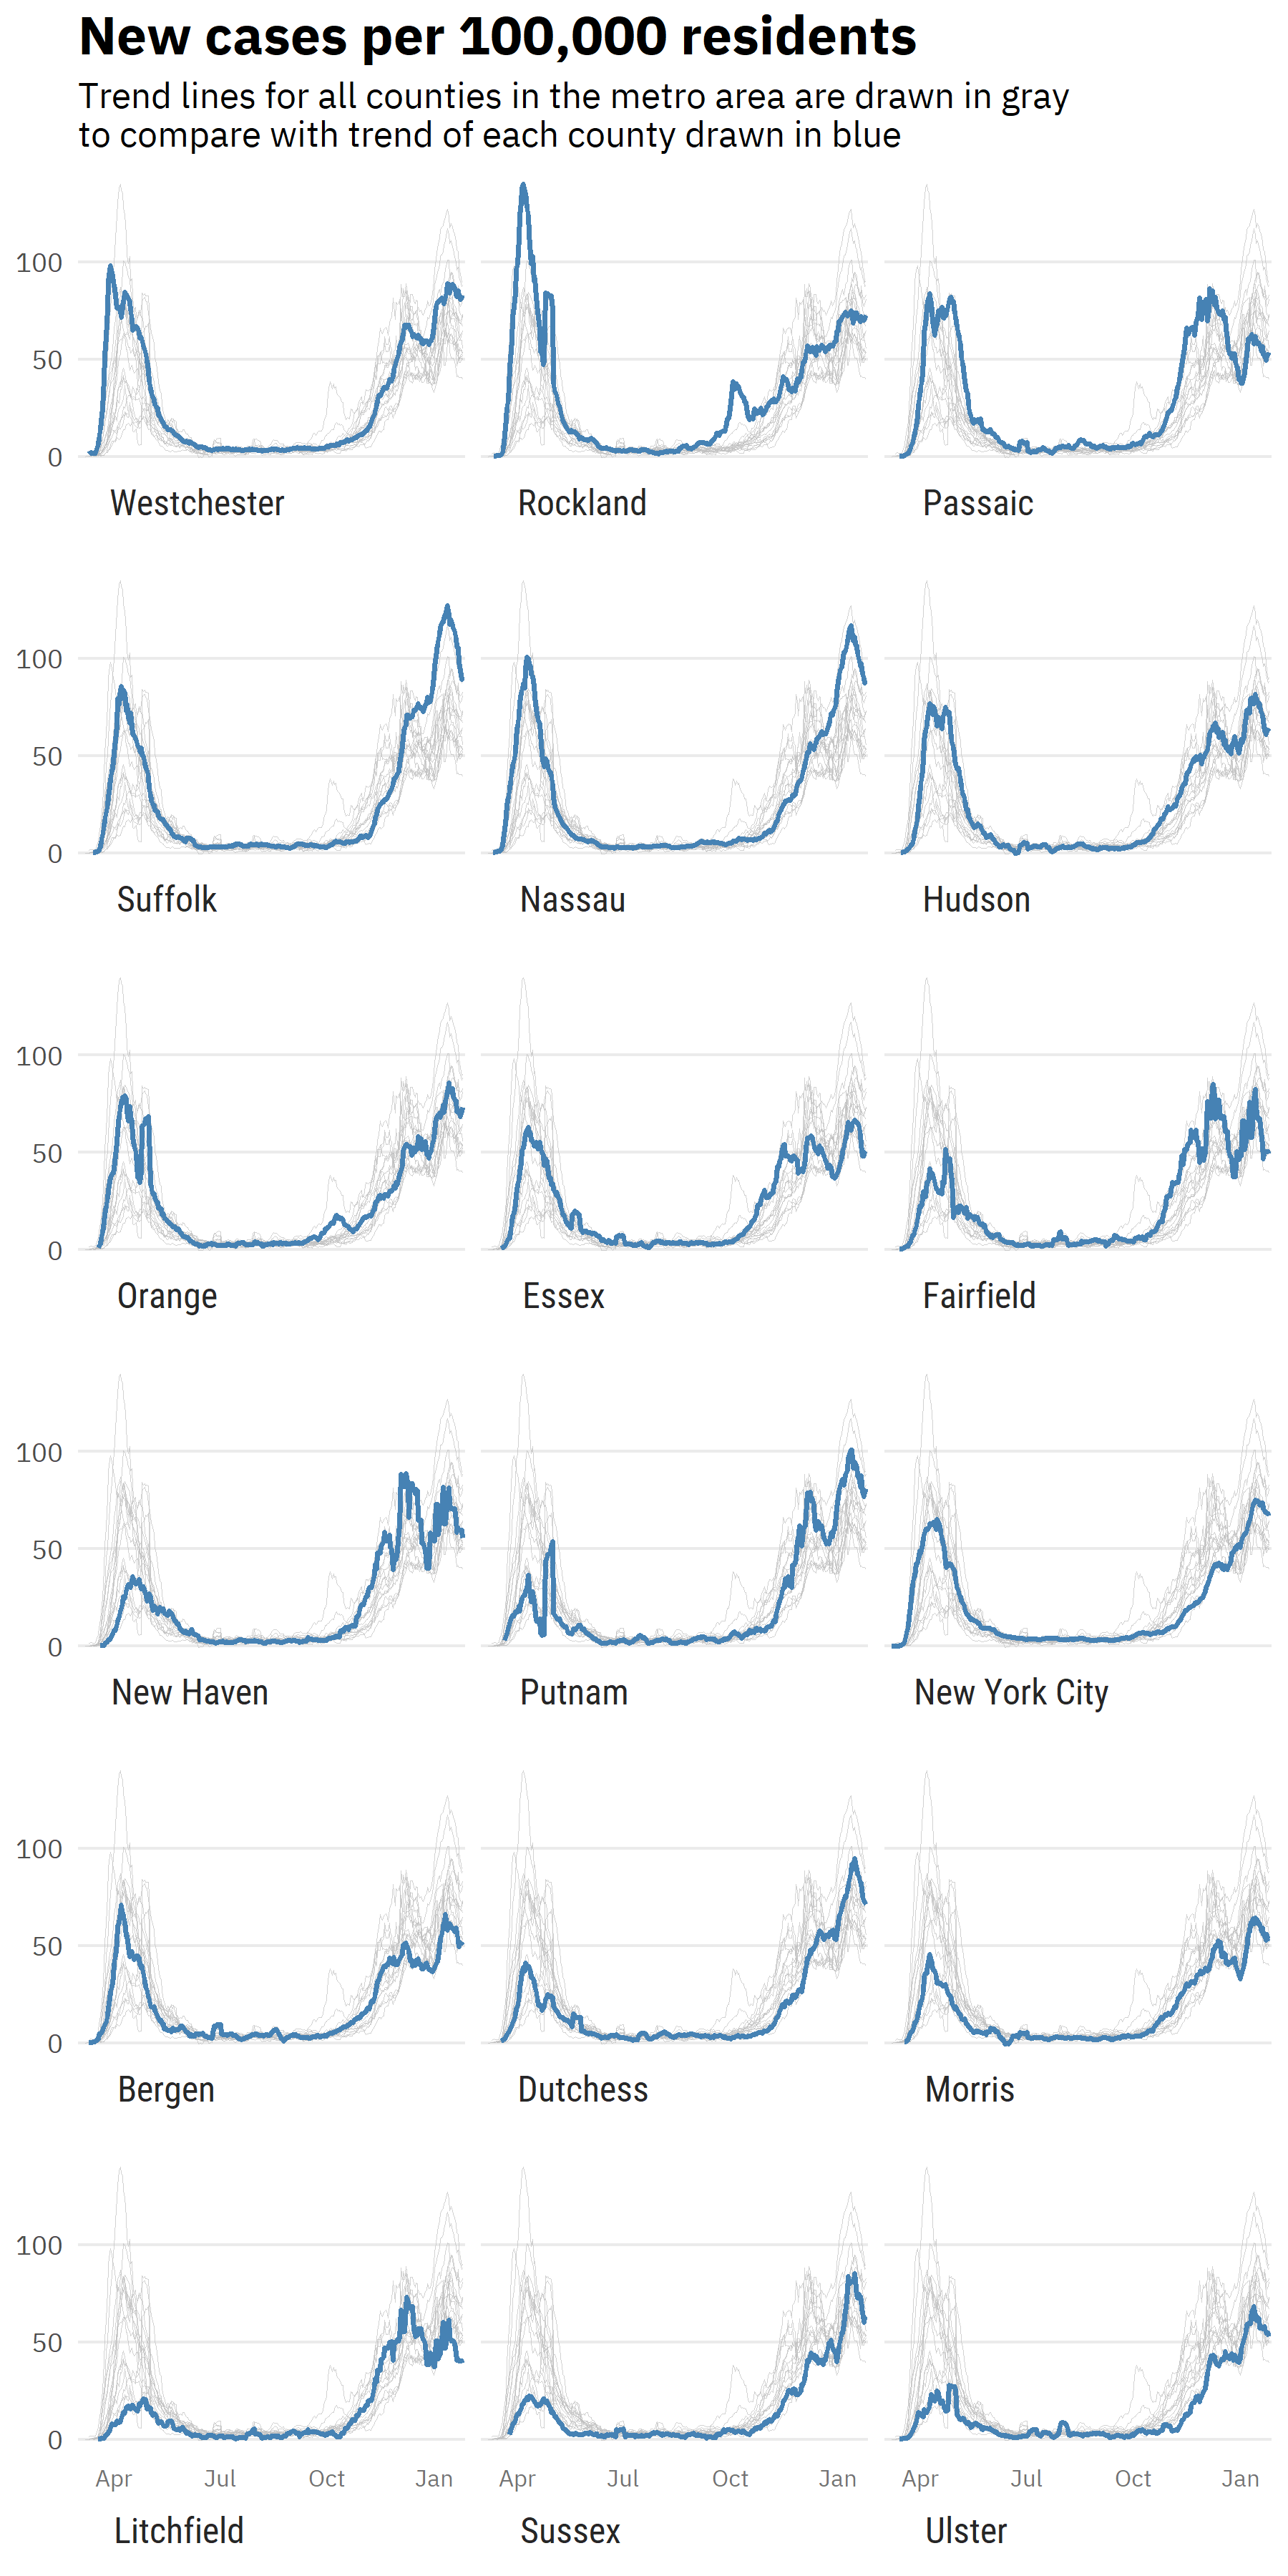 New cases per 100,000 residents
Trend lines for all counties in the metro area are drawn in gray
to compare with trend of each county drawn in blue
100
50
0
Westchester Rockland Passaic
100
50
0
Suffolk Nassau Hudson
100
50
0
Orange Essex Fairfield
100
50
0
New Haven Putnam New York City
100
50
0
Bergen Dutchess Morris
100
50
0
Apr Jul Oct Jan Apr Jul Oct Jan Apr Jul Oct Jan
Litchfield Sussex Ulster